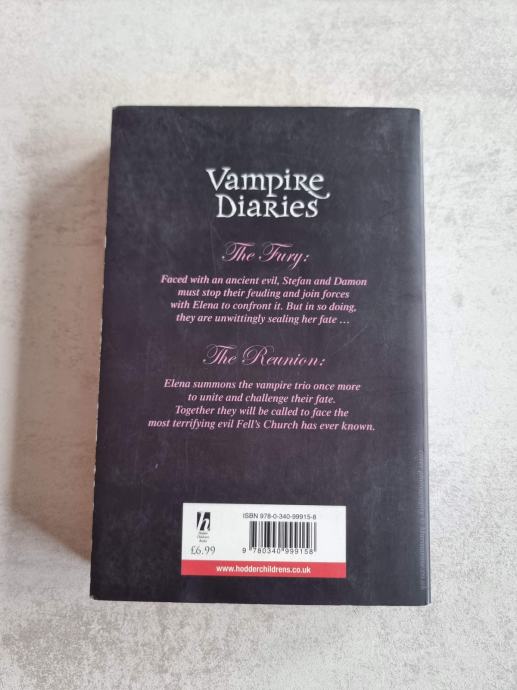 Vampire
Diaries
The Fury:
Faced with an ancient evil, Stefan and Damon
must stop their feuding and join forces
with Elena to confront it. But in so doing,
they are unwittingly sealing her fate ...
The Reunion:
Elena summons the vampire trio once more
to unite and challenge their fate.
Together they will be called to face the
most terrifying evil Fell's Church has ever known.
ISBN 978-0-340-99915-8
h
Hodder
Children's
Books
£6.99
9 780340 999158
www.hodderchildrens.co.uk